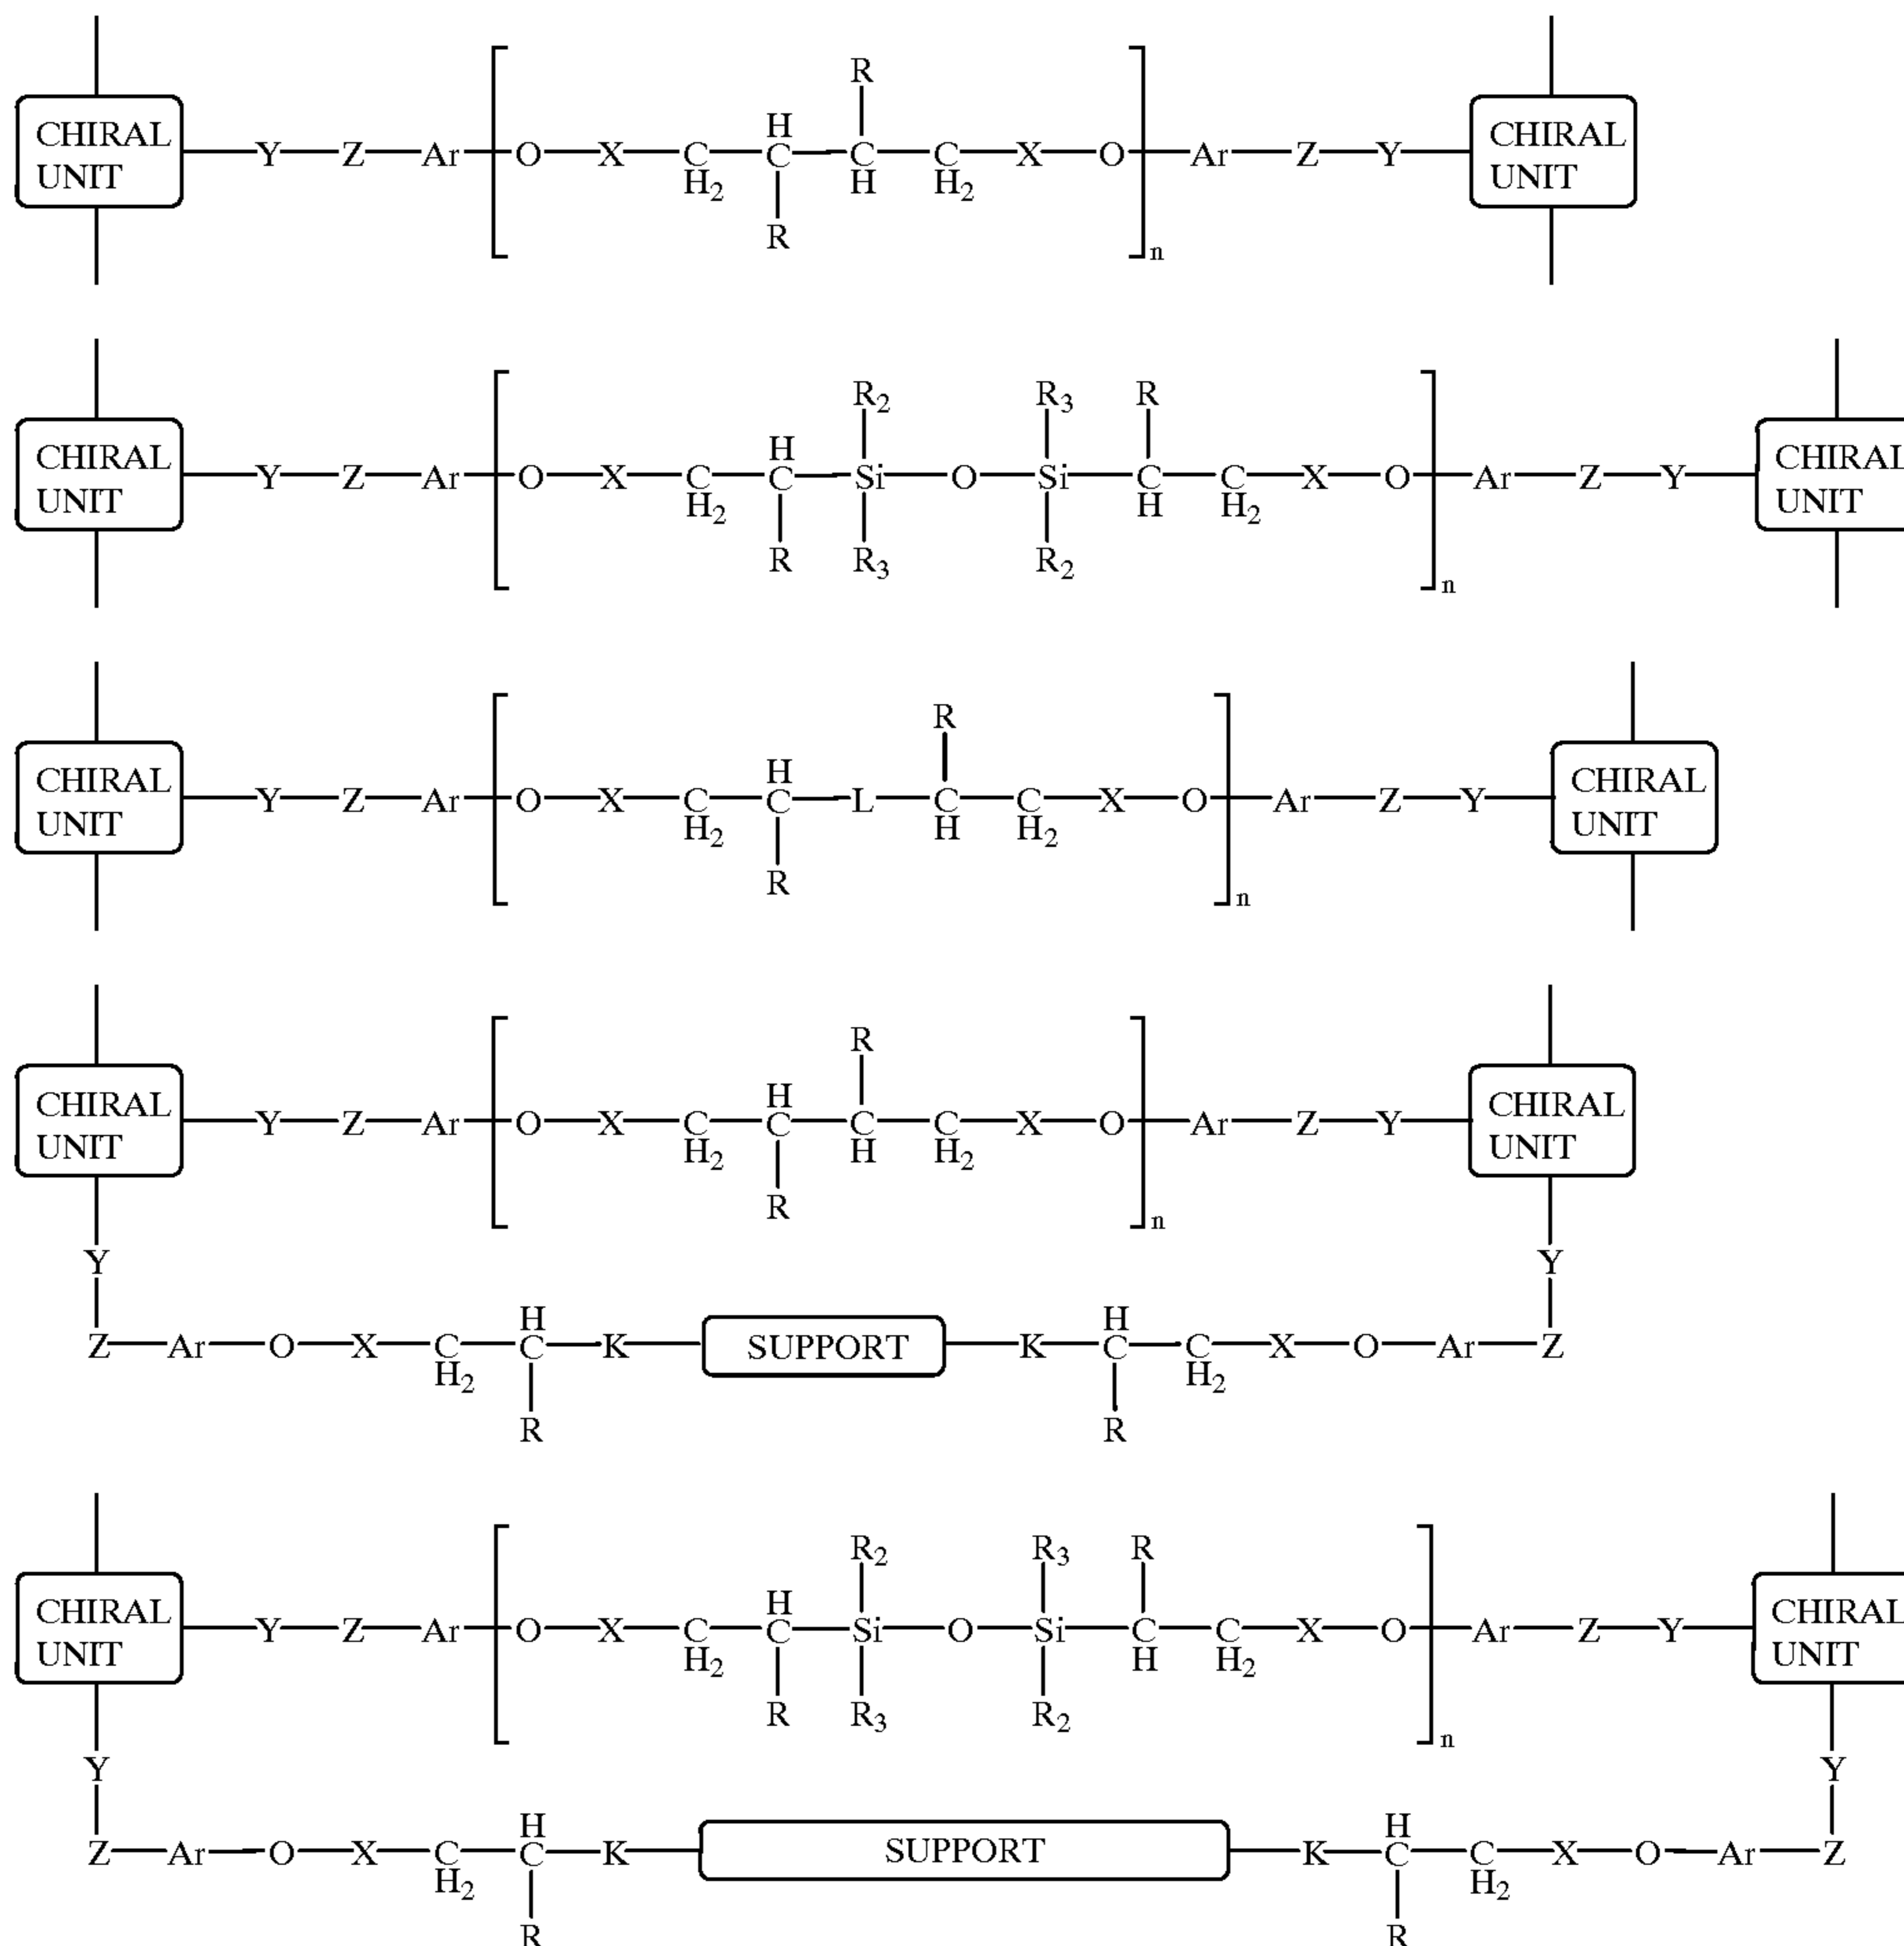 R
H
CHIRAL UNIT Y Z Ar O X C C C C X O Ar Z Y CHIRAL UNIT
H2 H H2
R
n
R2 R3 R
H
CHIRAL UNIT Y Z Ar O X C C Si O Si C C X O Ar Z Y CHIRAL UNIT
H2 H H2
R R3 R2
n
R
H
CHIRAL UNIT Y Z Ar O X C C L C C X O Ar Z Y CHIRAL UNIT
H2 H H2
R
n
R
H
CHIRAL UNIT Y Z Ar O X C C C C X O Ar Z Y CHIRAL UNIT
H2 H H2
R
n
Y Y
H H
Z Ar O X C C K SUPPORT K C C X O Ar Z
H2 H2
R R
R2 R3 R
H
CHIRAL UNIT Y Z Ar O X C C Si O Si C C X O Ar Z Y CHIRAL UNIT
H2 H H2
R R3 R2
n
Y Y
H H
Z Ar O X C C K SUPPORT K C C X O Ar Z
H2 H2
R R